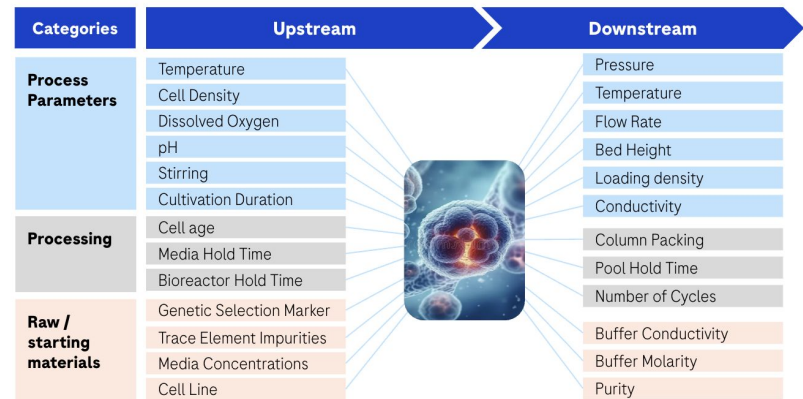 Categories
Upstream
Downstream
Process
Parameters
Temperature
Cell Density
Dissolved Oxygen
pH
Stirring
Cultivation Duration
Pressure
Temperature
Flow Rate
Bed Height
Loading density
Conductivity
Processing
Cell age
Media Hold Time
Bioreactor Hold Time
Column Packing
Pool Hold Time
Number of Cycles
Raw /
starting
materials
Genetic Selection Marker
Trace Element Impurities
Media Concentrations
Cell Line
Buffer Conductivity
Buffer Molarity
Purity